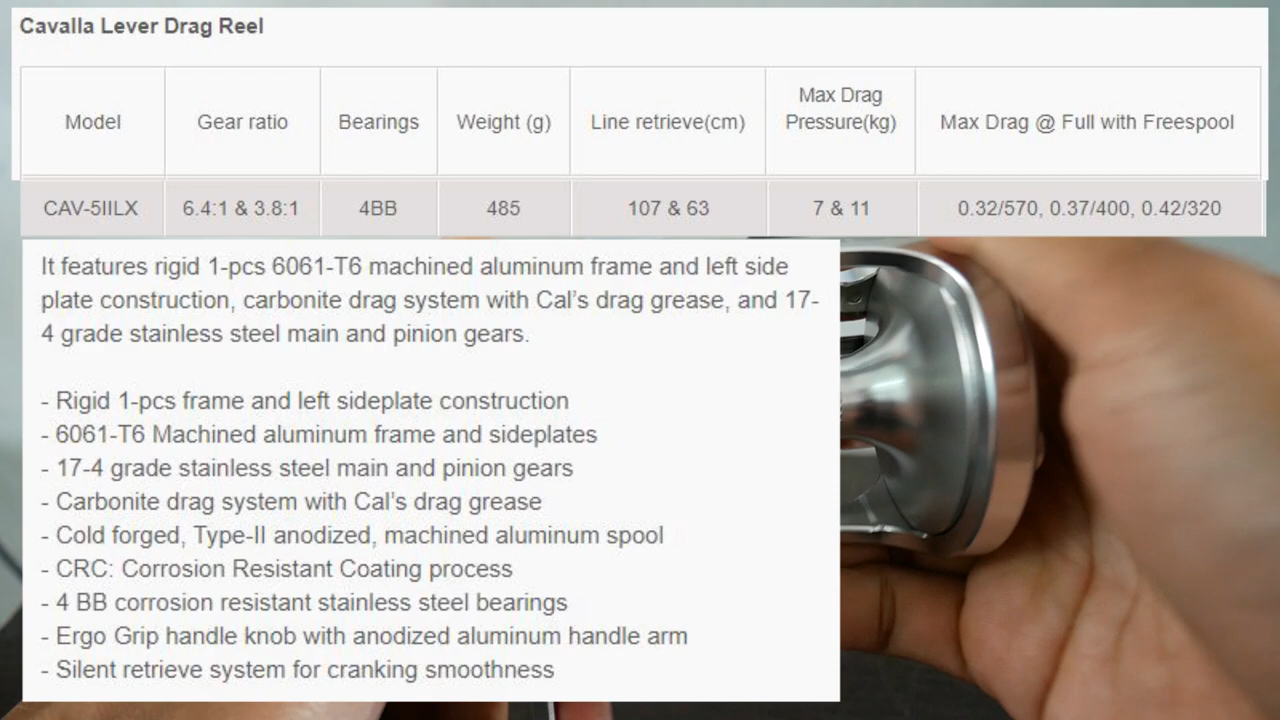 Cavalla Lever Drag Reel
Model Gear ratio Bearings Weight (g) Line retrieve(cm) Max Drag Pressure(kg) Max Drag @ Full with Freespool
CAV-5IILX 6.4:1 & 3.8:1 4BB 485 107 & 63 7 & 11 0.32/570, 0.37/400, 0.42/320
It features rigid 1-pcs 6061-T6 machined aluminum frame and left side
plate construction, carbonite drag system with Cal's drag grease, and 17-
4 grade stainless steel main and pinion gears.
- Rigid 1-pcs frame and left sideplate construction
- 6061-T6 Machined aluminum frame and sideplates
- 17-4 grade stainless steel main and pinion gears
- Carbonite drag system with Cal's drag grease
- Cold forged, Type-II anodized, machined aluminum spool
- CRC: Corrosion Resistant Coating process
- 4 BB corrosion resistant stainless steel bearings
- Ergo Grip handle knob with anodized aluminum handle arm
- Silent retrieve system for cranking smoothness